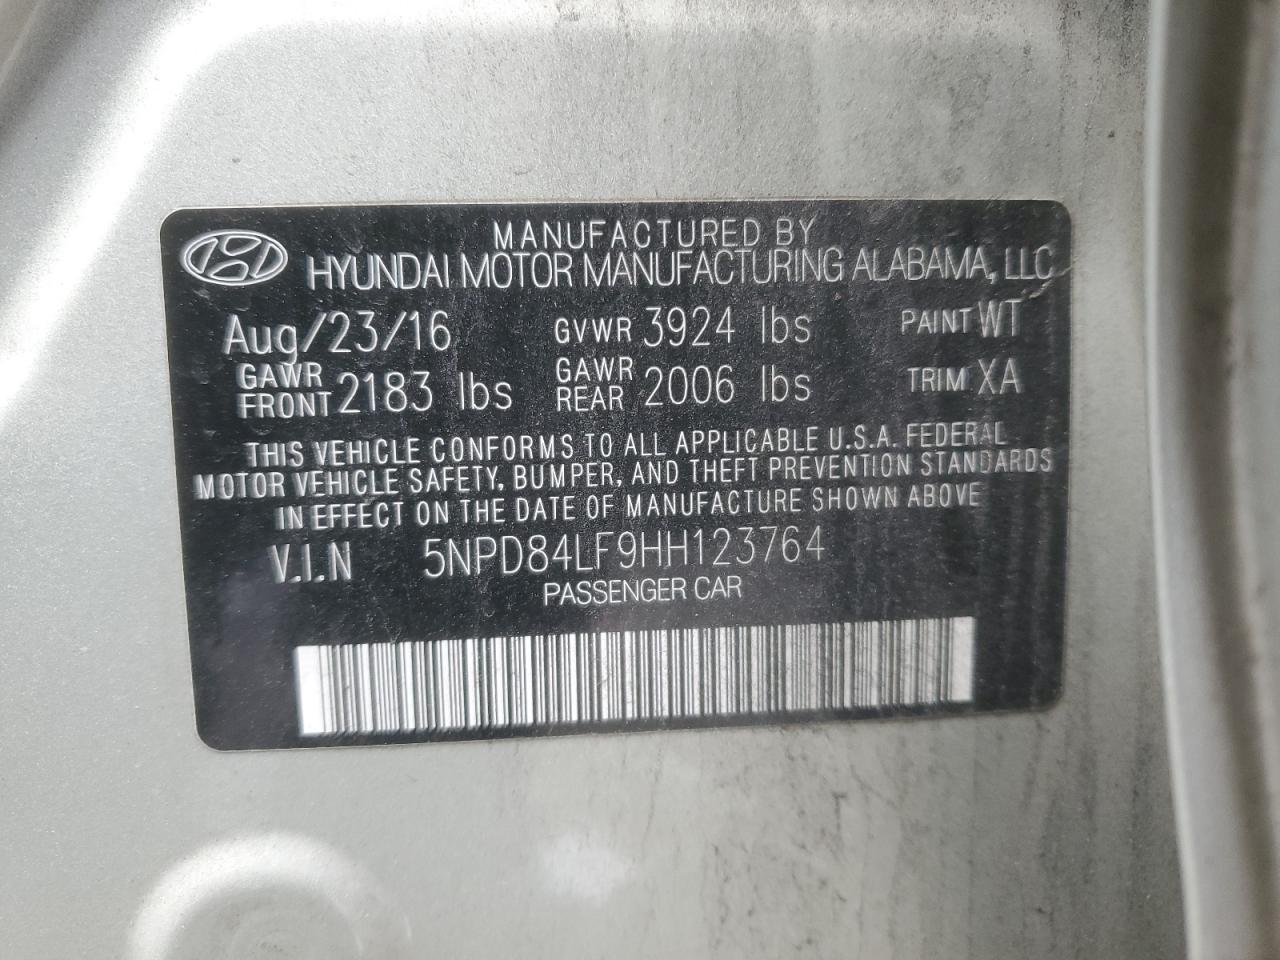 MANUFACTURED BY
HYUNDAI MOTOR MANUFACTURING ALABAMA, LLC
Aug/23/16 GVWR 3924 lbs PAINT WT
GAWR FRONT 2183 lbs GAWR REAR 2006 lbs TRIM XA
THIS VEHICLE CONFORMS TO ALL APPLICABLE U.S.A. FEDERAL
MOTOR VEHICLE SAFETY, BUMPER, AND THEFT PREVENTION STANDARDS
IN EFFECT ON THE DATE OF MANUFACTURE SHOWN ABOVE
V.I.N 5NPD84LF9HH123764
PASSENGER CAR